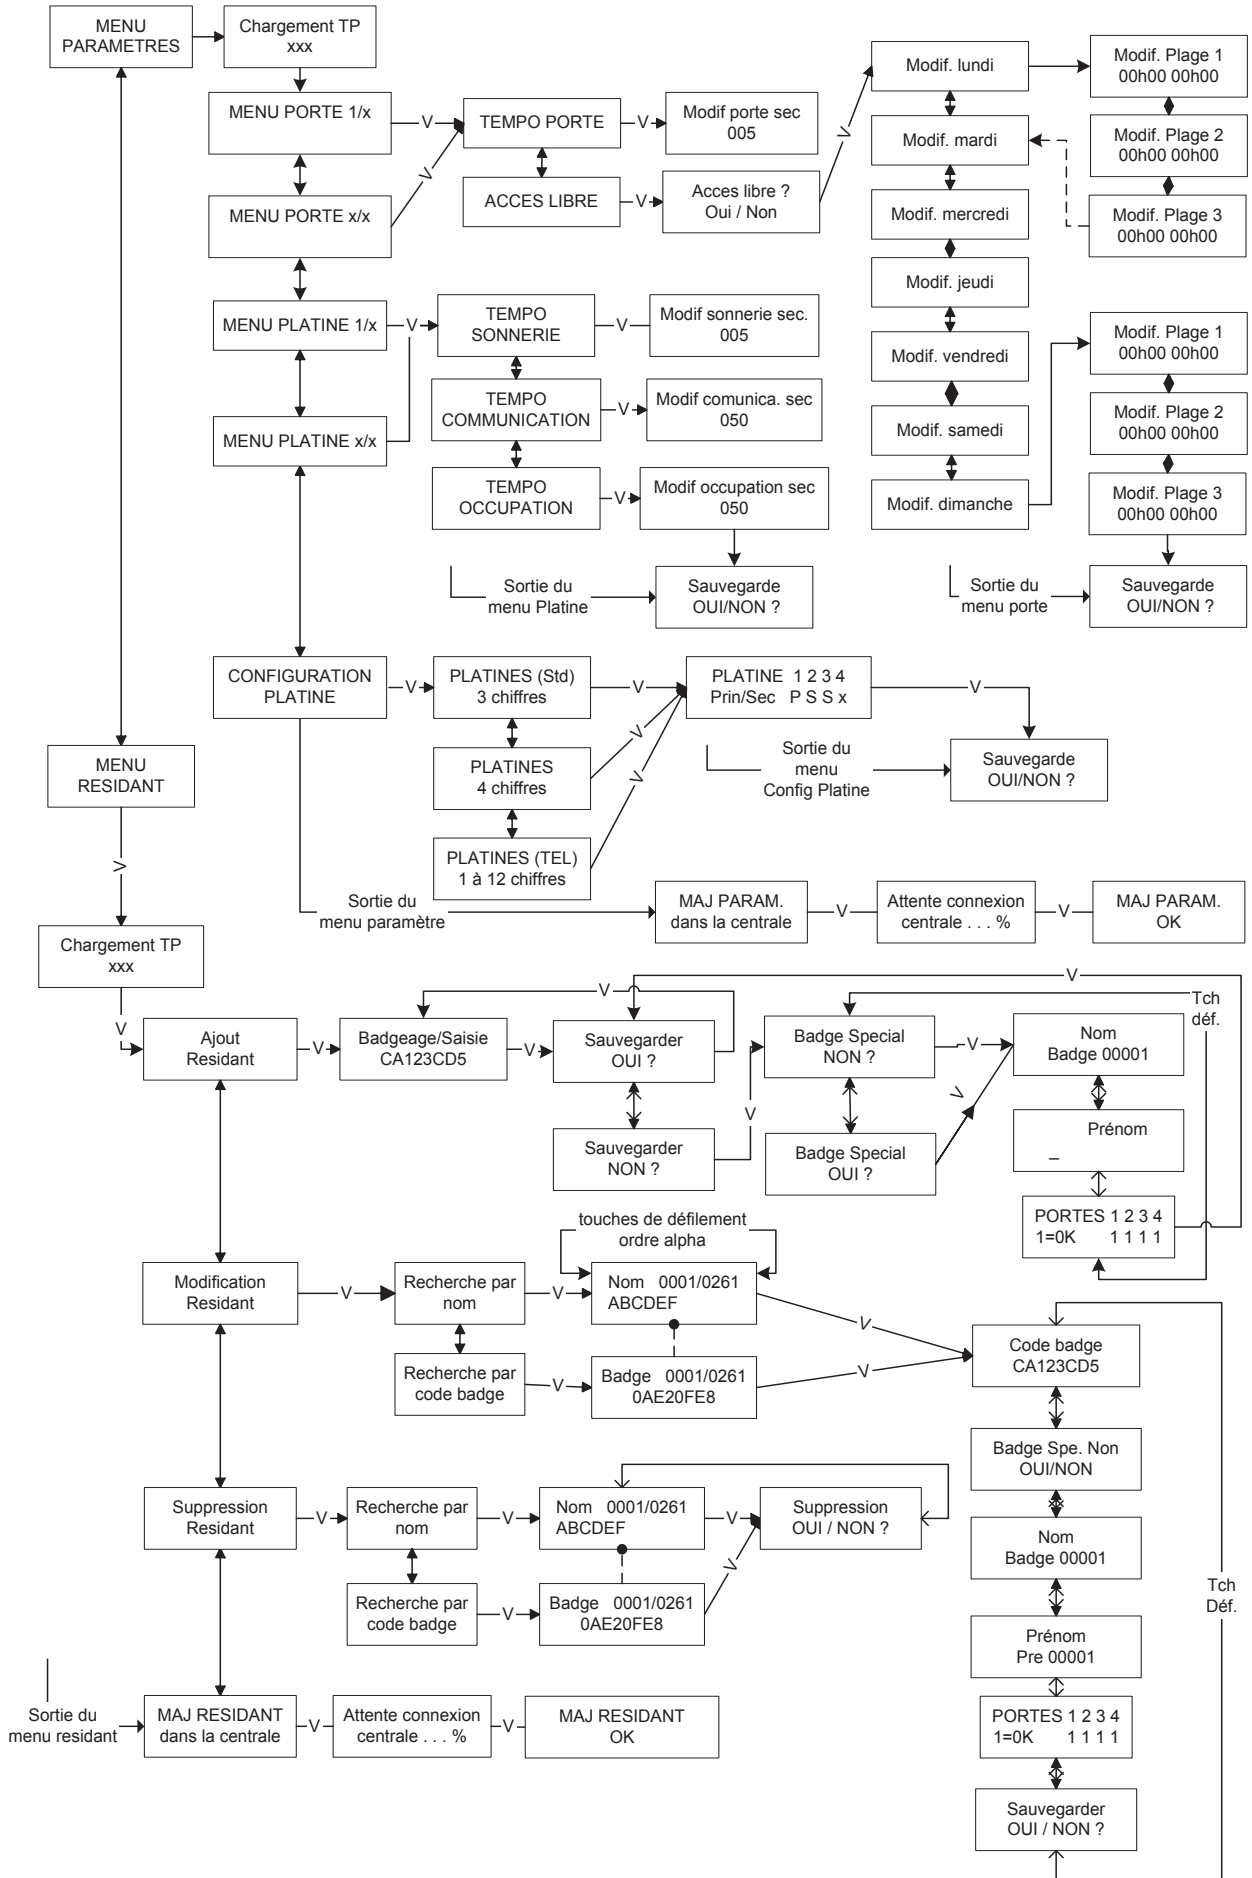 MENU
PARAMETRES
Chargement TP
xxx
MENU PORTE 1/x
V
TEMPO PORTE
V
Modif porte sec
005
MENU PORTE x/x
V
ACCES LIBRE
V
Acces libre ?
Oui / Non
V
Modif. lundi
Modif. mardi
Modif. mercredi
Modif. jeudi
Modif. vendredi
Modif. samedi
Modif. dimanche
Modif. Plage 1
00h00 00h00
Modif. Plage 2
00h00 00h00
Modif. Plage 3
00h00 00h00
Modif. Plage 1
00h00 00h00
Modif. Plage 2
00h00 00h00
Modif. Plage 3
00h00 00h00
Sortie du
menu porte
Sauvegarde
OUI/NON ?
MENU PLATINE 1/x
V
TEMPO
SONNERIE
V
Modif sonnerie sec.
005
MENU PLATINE x/x
TEMPO
COMMUNICATION
V
Modif comunica. sec
050
TEMPO
OCCUPATION
V
Modif occupation sec
050
Sortie du
menu Platine
Sauvegarde
OUI/NON ?
CONFIGURATION
PLATINE
V
PLATINES (Std)
3 chiffres
V
PLATINE 1 2 3 4
Prin/Sec P S S x
V
PLATINES
4 chiffres
V
PLATINES (TEL)
1 à 12 chiffres
V
Sortie du
menu
Config Platine
Sauvegarde
OUI/NON ?
Sortie du
menu paramètre
MAJ PARAM.
dans la centrale
V
Attente connexion
centrale . . . %
V
MAJ PARAM.
OK
MENU
RESIDANT
V
Chargement TP
xxx
V
Ajout
Residant
V
Badgeage/Saisie
CA123CD5
V
Sauvegarder
OUI ?
V
V
Sauvegarder
NON ?
V
Badge Special
NON ?
V
Badge Special
OUI ?
V
Tch
déf.
Nom
Badge 00001
Prénom
_
PORTES 1 2 3 4
1=0K 1 1 1 1
Modification
Residant
V
Recherche par
nom
V
touches de défilement
ordre alpha
Nom 0001/0261
ABCDEF
V
Recherche par
code badge
V
Badge 0001/0261
0AE20FE8
V
Code badge
CA123CD5
Badge Spe. Non
OUI/NON
Nom
Badge 00001
Prénom
Pre 00001
PORTES 1 2 3 4
1=0K 1 1 1 1
Sauvegarder
OUI / NON ?
Tch
Déf.
Suppression
Residant
V
Recherche par
nom
V
Nom 0001/0261
ABCDEF
V
Suppression
OUI / NON ?
Recherche par
code badge
V
Badge 0001/0261
0AE20FE8
V
Sortie du
menu residant
MAJ RESIDANT
dans la centrale
V
Attente connexion
centrale . . . %
V
MAJ RESIDANT
OK